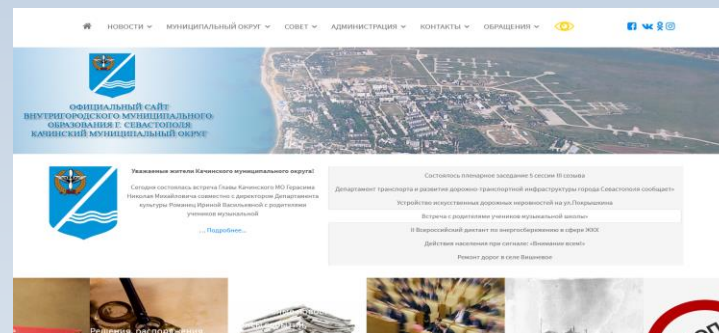 НОВОСТИ МУНИЦИПАЛЬНЫЙ ОКРУГ СОВЕТ АДМИНИСТРАЦИЯ КОНТАКТЫ ОБРАЩЕНИЯ
ОФИЦИАЛЬНЫЙ САЙТ
ВНУТРИГОРОДСКОГО МУНИЦИПАЛЬНОГО
ОБРАЗОВАНИЯ Г. СЕВАСТОПОЛЯ
КАЧИНСКИЙ МУНИЦИПАЛЬНЫЙ ОКРУГ
Уважаемые жители Качинского муниципального округа!
Сегодня состоялась встреча Главы Качинского МО Герасима
Николая Михайловича совместно с директором Департамента
культуры Романец Ириной Васильевной с родителями
учеников музыкальной
... Подробнее...
Состоялось пленарное заседание 5 сессии III созыва
Департамент транспорта и развития дорожно-транспортной инфраструктуры города Севастополя сообщает»
Устройство искусственных дорожных неровностей на ул.Покрышкина
Встреча с родителями учеников музыкальной школы»
II Всероссийский диктант по энергосбережению в сфере ЖКХ
Действия населения при сигнале: «Внимание всем!»
Ремонт дорог в селе Вишневое
Решения, распоряжения